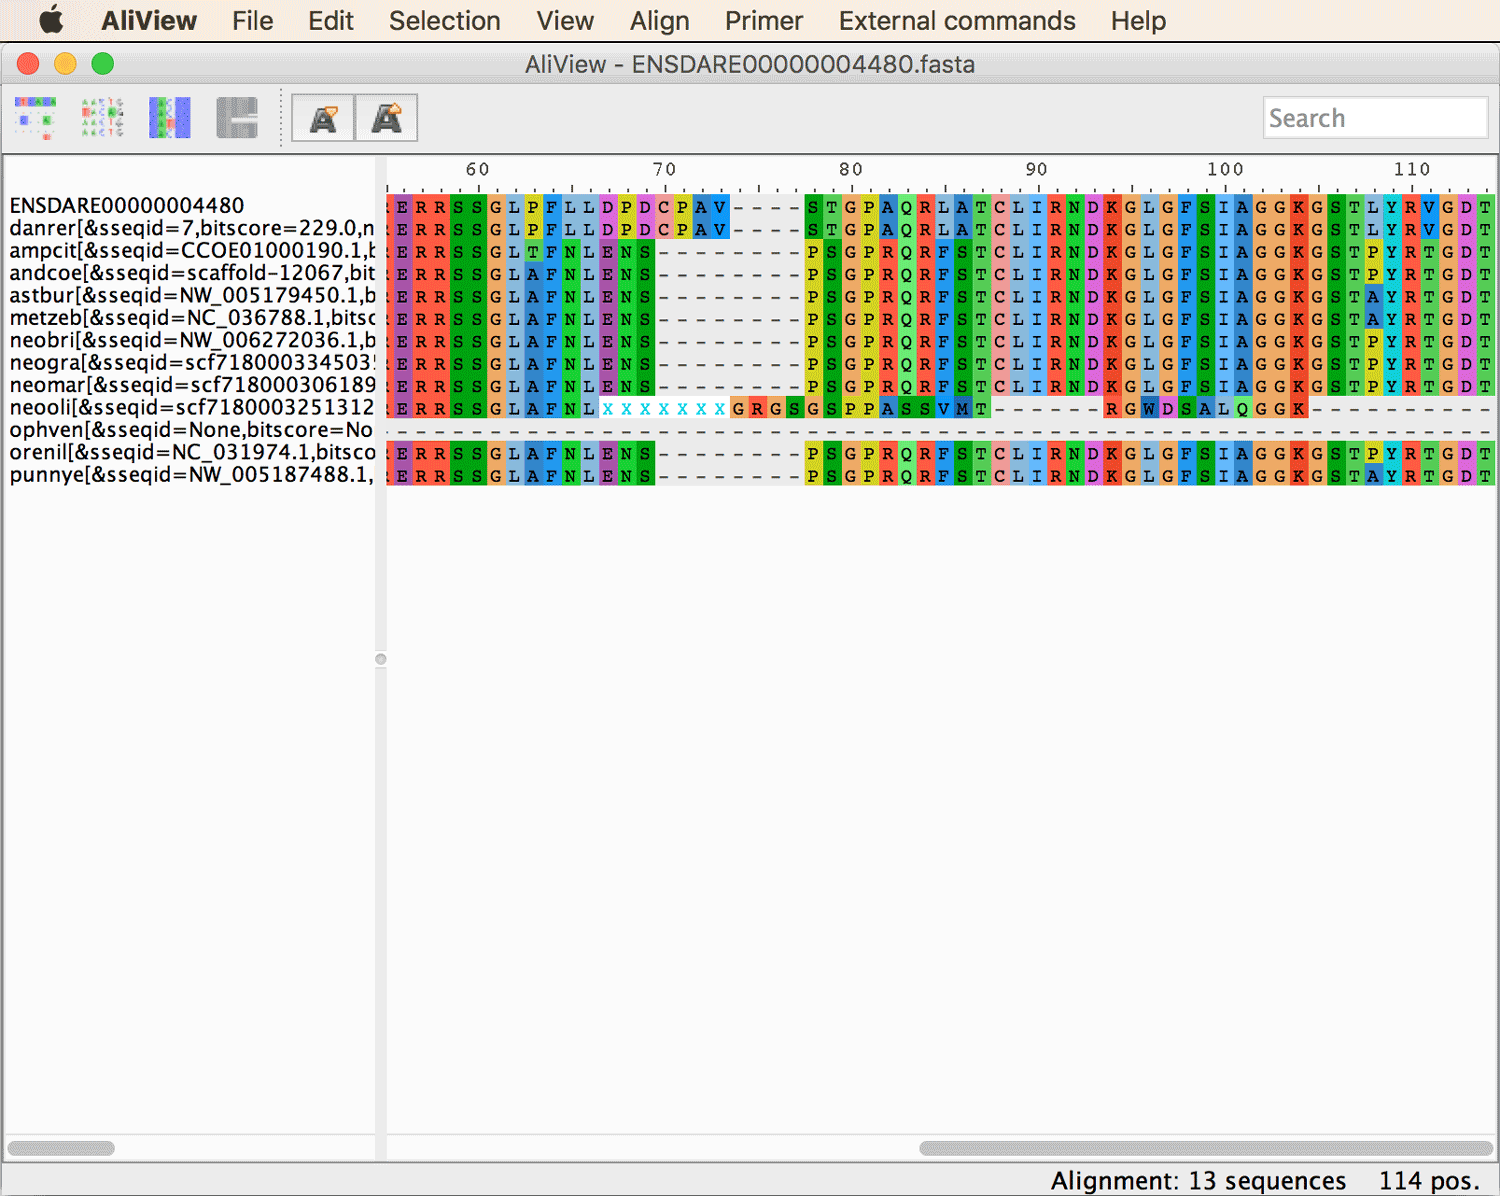 AliView File Edit Selection View Align Primer External commands Help
AliView - ENSDARE00000004480.fasta
Search
60 70 80 90 100 110
ENSDARE00000004480 ERRSSGLPFLLDPDCPAV----STGPAQRLATCLIRNDKGLGFSIAGGKGSTLYRVGDT
danrer[&sseqid=7,bitscore=229.0,n ERRSSGLPFLLDPDCPAV----STGPAQRLATCLIRNDKGLGFSIAGGKGSTLYRVGDT
ampcit[&sseqid=CCOE01000190.1,b ERRSSGLTFNLENS--------PSGPRQRFSTCLIRNDKGLGFSIAGGKGSTPYRTGDT
andcoe[&sseqid=scaffold-12067,bit ERRSSGLAFNLENS--------PSGPRQRFSTCLIRNDKGLGFSIAGGKGSTPYRTGDT
astbur[&sseqid=NW_005179450.1,b ERRSSGLAFNLENS--------PSGPRQRFSTCLIRNDKGLGFSIAGGKGSTAYRTGDT
metzeb[&sseqid=NC_036788.1,bitsc ERRSSGLAFNLENS--------PSGPRQRFSTCLIRNDKGLGFSIAGGKGSTAYRTGDT
neobri[&sseqid=NW_006272036.1,b ERRSSGLAFNLENS--------PSGPRQRFSTCLIRNDKGLGFSIAGGKGSTPYRTGDT
neogra[&sseqid=scf7180003345035 ERRSSGLAFNLENS--------PSGPRQRFSTCLIRNDKGLGFSIAGGKGSTPYRTGDT
neomar[&sseqid=scf718000306189 ERRSSGLAFNLENS--------PSGPRQRFSTCLIRNDKGLGFSIAGGKGSTPYRTGDT
neooli[&sseqid=scf7180003251312 ERRSSGLAFNLXXXXXXXGRGSGSPPASSVMT------RGWDSALQGGK----------
ophven[&sseqid=None,bitscore=No -----------------------------------------------------------
orenil[&sseqid=NC_031974.1,bitsco ERRSSGLAFNLENS--------PSGPRQRFSTCLIRNDKGLGFSIAGGKGSTPYRTGDT
punnye[&sseqid=NW_005187488.1, ERRSSGLAFNLENS--------PSGPRQRFSTCLIRNDKGLGFSIAGGKGSTAYRTGDT
Alignment: 13 sequences 114 pos.